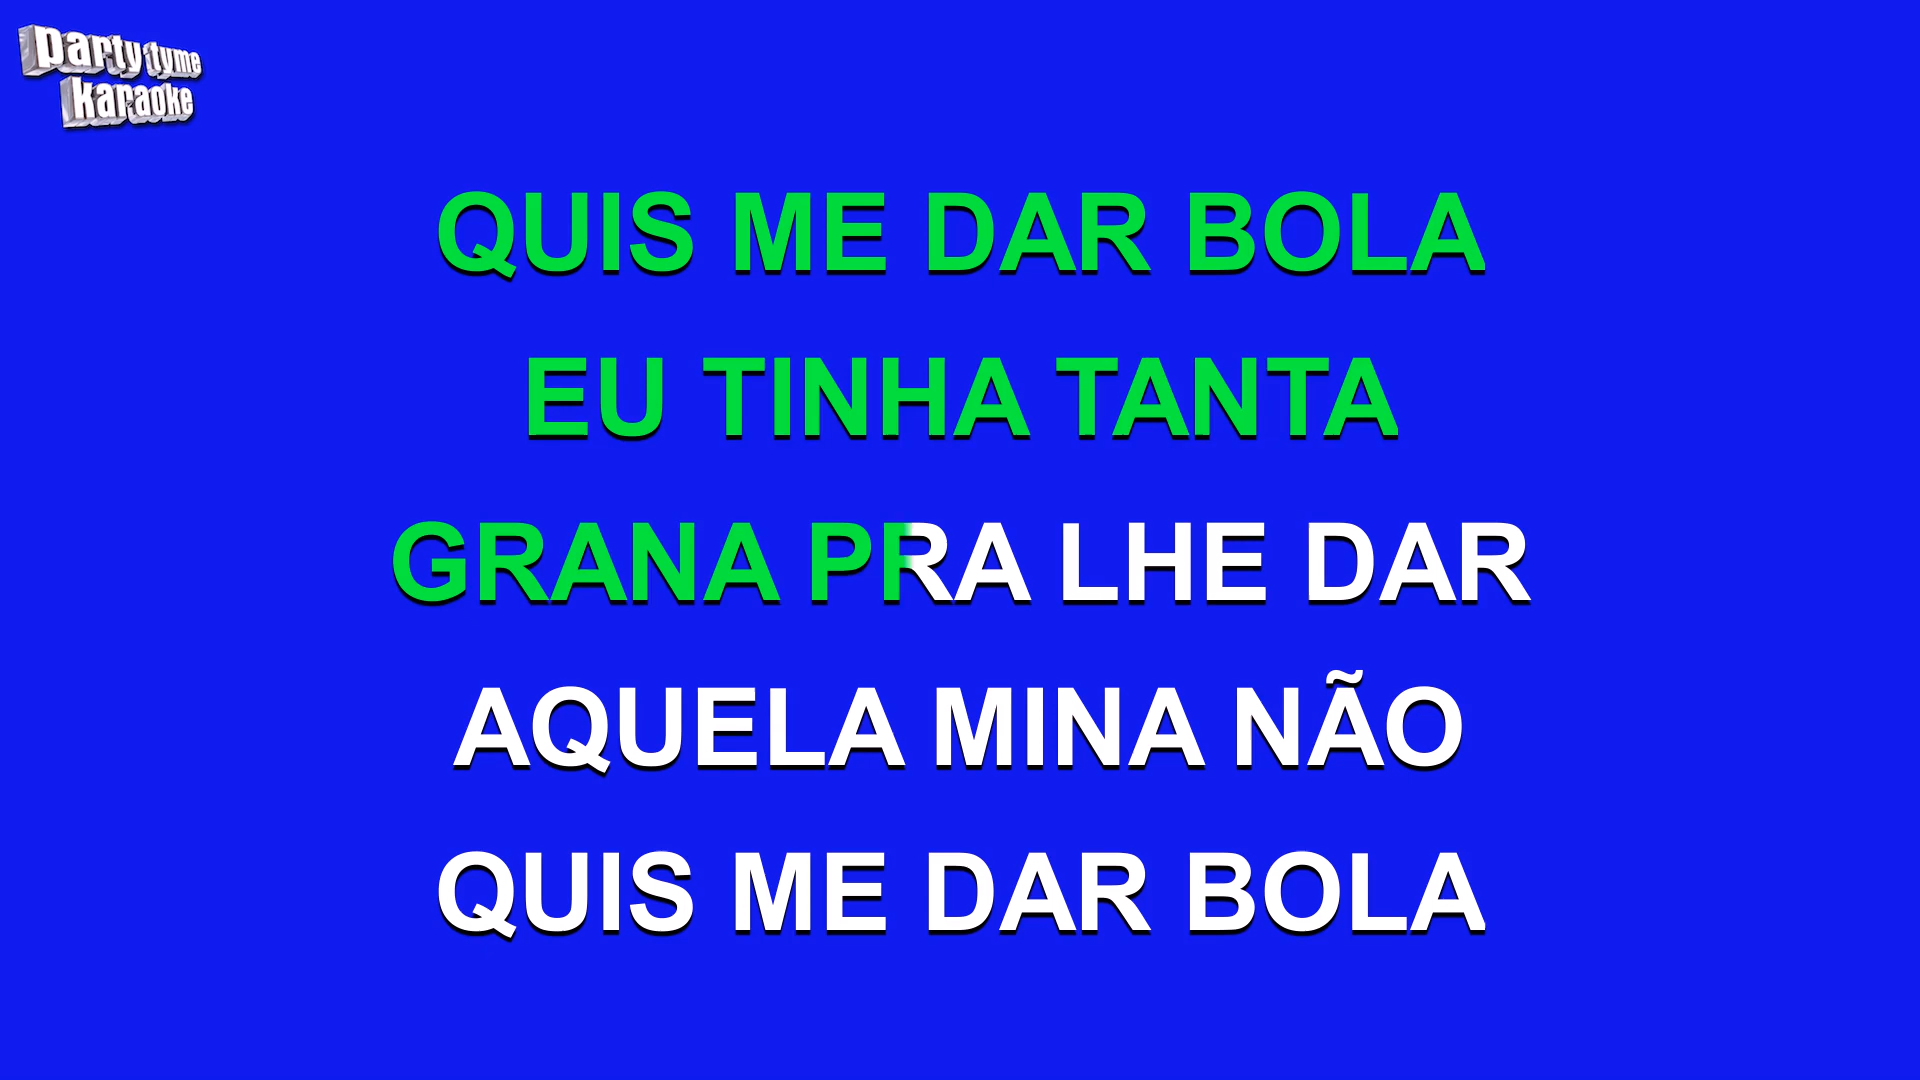 party tyme
karaoke
QUIS ME DAR BOLA
EU TINHA TANTA
GRANA PRA LHE DAR
AQUELA MINA NÃO
QUIS ME DAR BOLA